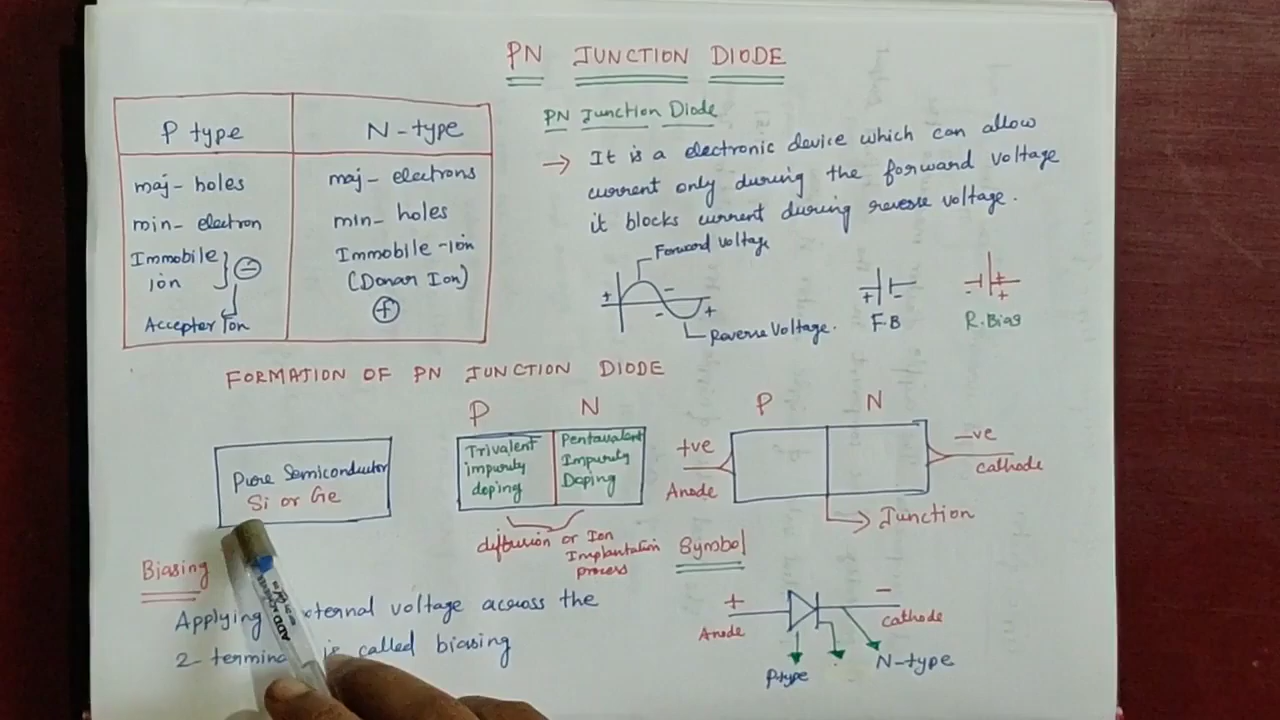 PN JUNCTION DIODE
P type
N-type
maj- holes
maj- electrons
min- electron
min- holes
Immobile
ion
-
Immobile -ion
(Donar Ion)
+
Accepter Ion
PN Junction Diode
→ It is a electronic device which can allow
current only during the forward voltage
it blocks current during reverse voltage.
Forward Voltage
+
-
-
+
Reverse Voltage.
+
-
F.B
-
+
+
R.Bias
FORMATION OF PN JUNCTION DIODE
Pure Semiconductor
Si or Ge
P
N
Trivalent
impurity
doping
Pentavalent
Impurity
Doping
diffusion or Ion
Implantation
process
P
N
+ve
Anode
-ve
Cathode
Junction
Biasing
Applying external voltage across the
2 termina is called biasing
Symbol
+
Anode
-
Cathode
P-type
N-type
ADD